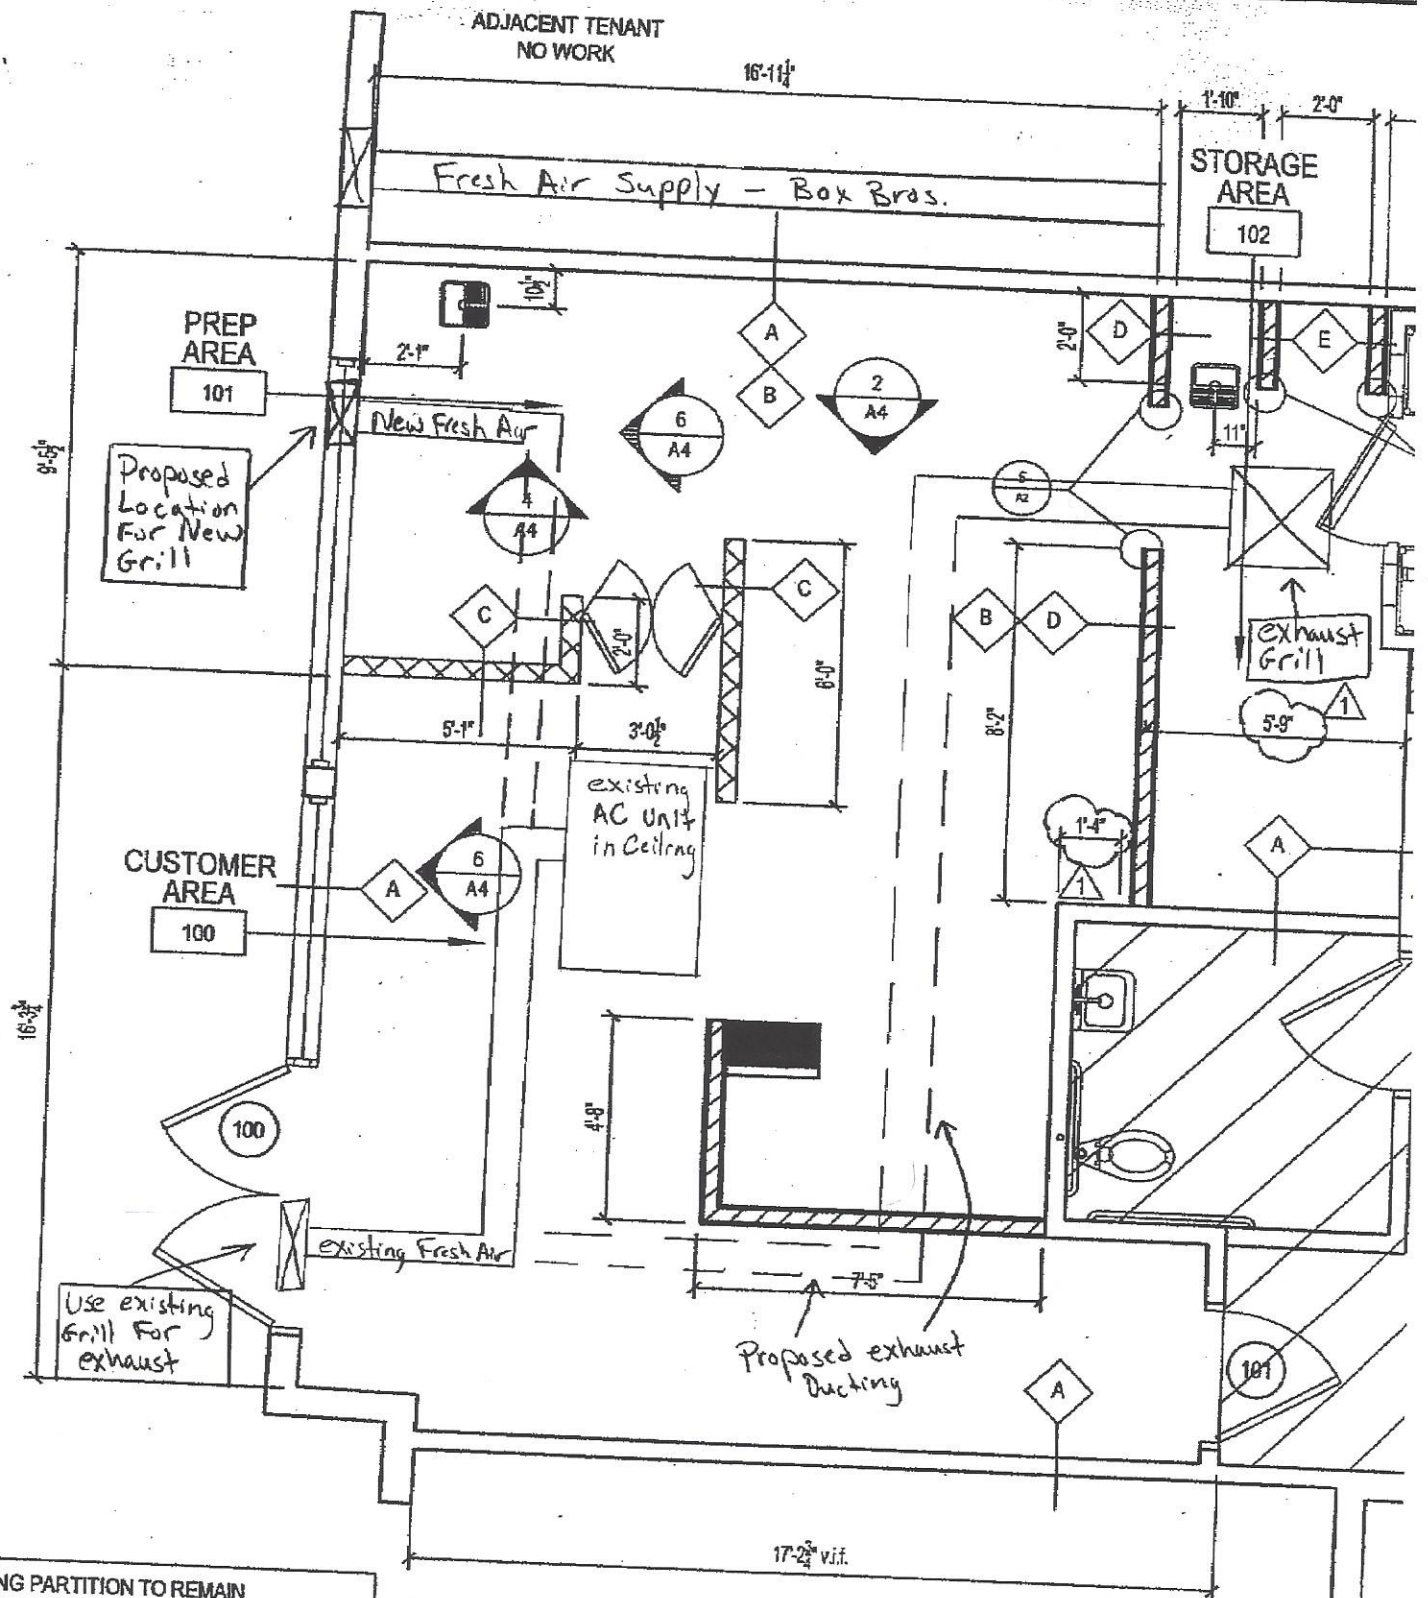 ADJACENT TENANT
NO WORK
16'-11¼"
1'-10"
2'-0"
STORAGE
AREA
102
Fresh Air Supply – Box Bros.
10½"
PREP
AREA
101
2'-1"
A
B
2
A4
6
A4
2'-0"
D
E
11"
New Fresh Air
9'-5½"
Proposed
Location
For New
Grill
4
A4
A2
C
2'-0"
C
6'-0"
B
D
8'-2"
exhaust
Grill
1
5'-9"
5'-1"
3'-0½"
existing
AC Unit
in Ceiling
1'-4"
1
A
CUSTOMER
AREA
100
A
6
A4
16'-3¾"
4'-8"
100
existing Fresh Air
7'-5"
Use existing
Grill For
exhaust
Proposed exhaust
Ducting
A
101
17'-2¾" v.i.f.
NG PARTITION TO REMAIN